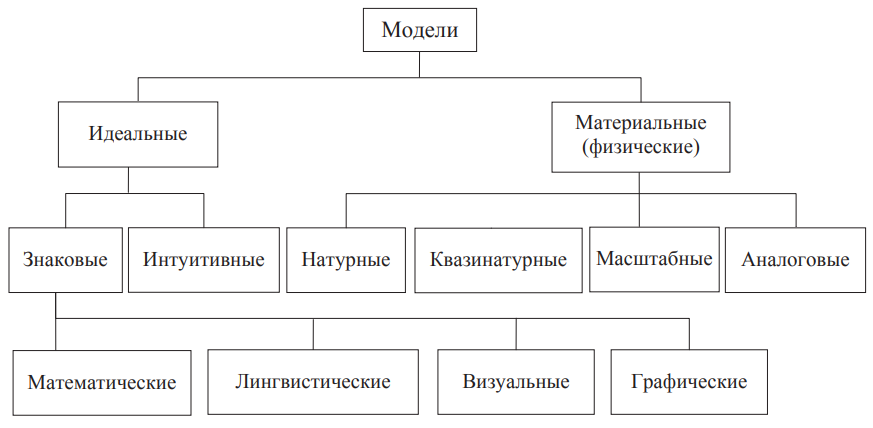 Модели
Идеальные
Материальные
(физические)
Знаковые
Интуитивные
Натурные
Квазинатурные
Масштабные
Аналоговые
Математические
Лингвистические
Визуальные
Графические